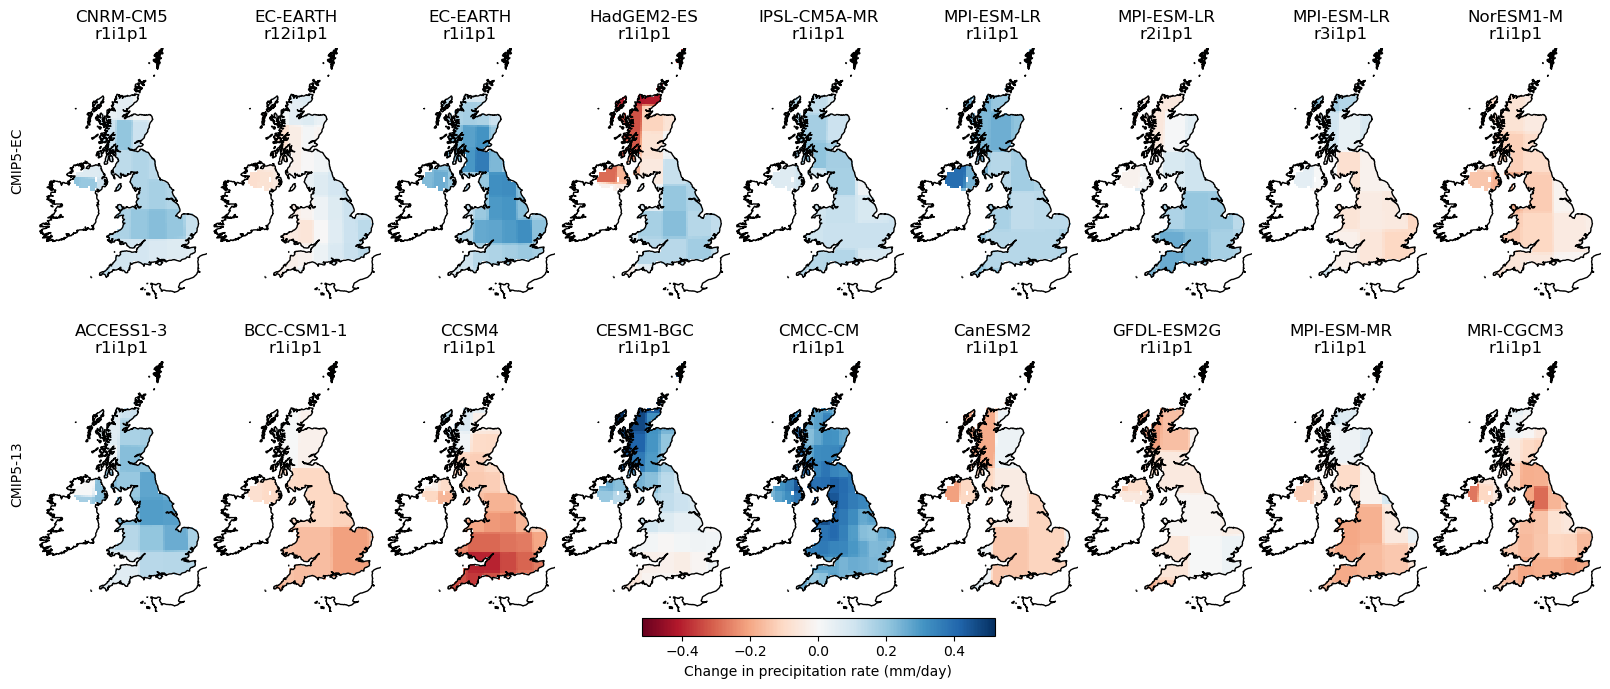 CNRM-CM5 EC-EARTH EC-EARTH HadGEM2-ES IPSL-CM5A-MR MPI-ESM-LR MPI-ESM-LR MPI-ESM-LR NorESM1-M
r1i1p1 r12i1p1 r1i1p1 r1i1p1 r1i1p1 r1i1p1 r2i1p1 r3i1p1 r1i1p1
CMIP5-EC
ACCESS1-3 BCC-CSM1-1 CCSM4 CESM1-BGC CMCC-CM CanESM2 GFDL-ESM2G MPI-ESM-MR MRI-CGCM3
r1i1p1 r1i1p1 r1i1p1 r1i1p1 r1i1p1 r1i1p1 r1i1p1 r1i1p1 r1i1p1
CMIP5-13
−0.4 −0.2 0.0 0.2 0.4
Change in precipitation rate (mm/day)